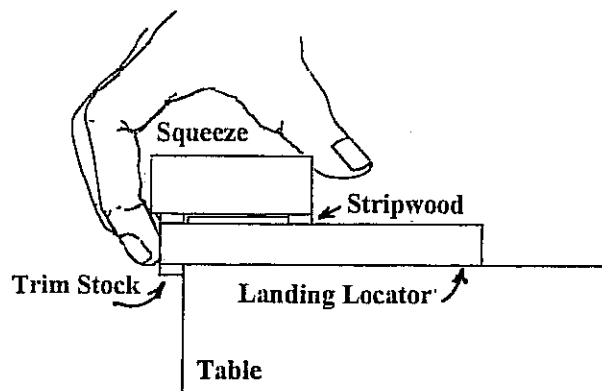 Squeeze
Stripwood
Trim Stock
Landing Locator
Table